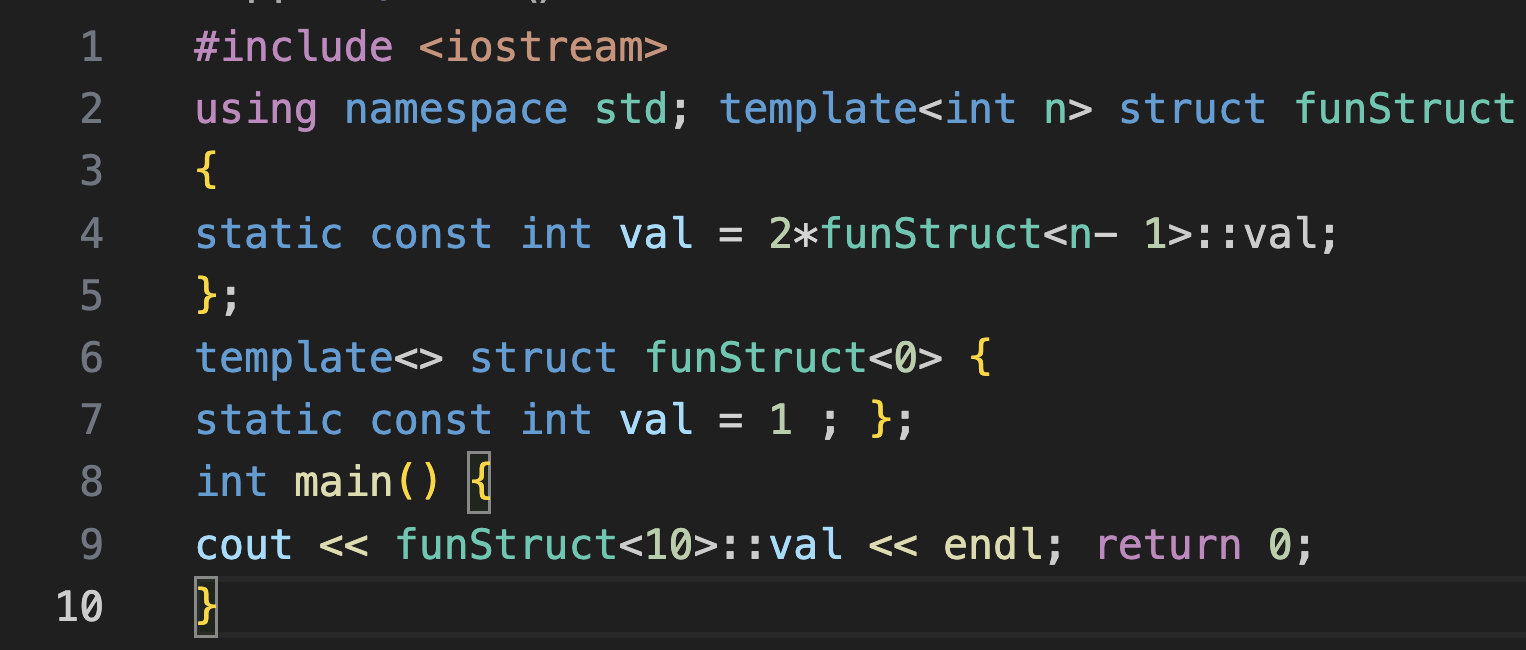 1 #include <iostream>
2 using namespace std; template<int n> struct funStruct
3 {
4 static const int val = 2*funStruct<n- 1>::val;
5 };
6 template<> struct funStruct<0> {
7 static const int val = 1 ; };
8 int main() {
9 cout << funStruct<10>::val << endl; return 0;
10 }